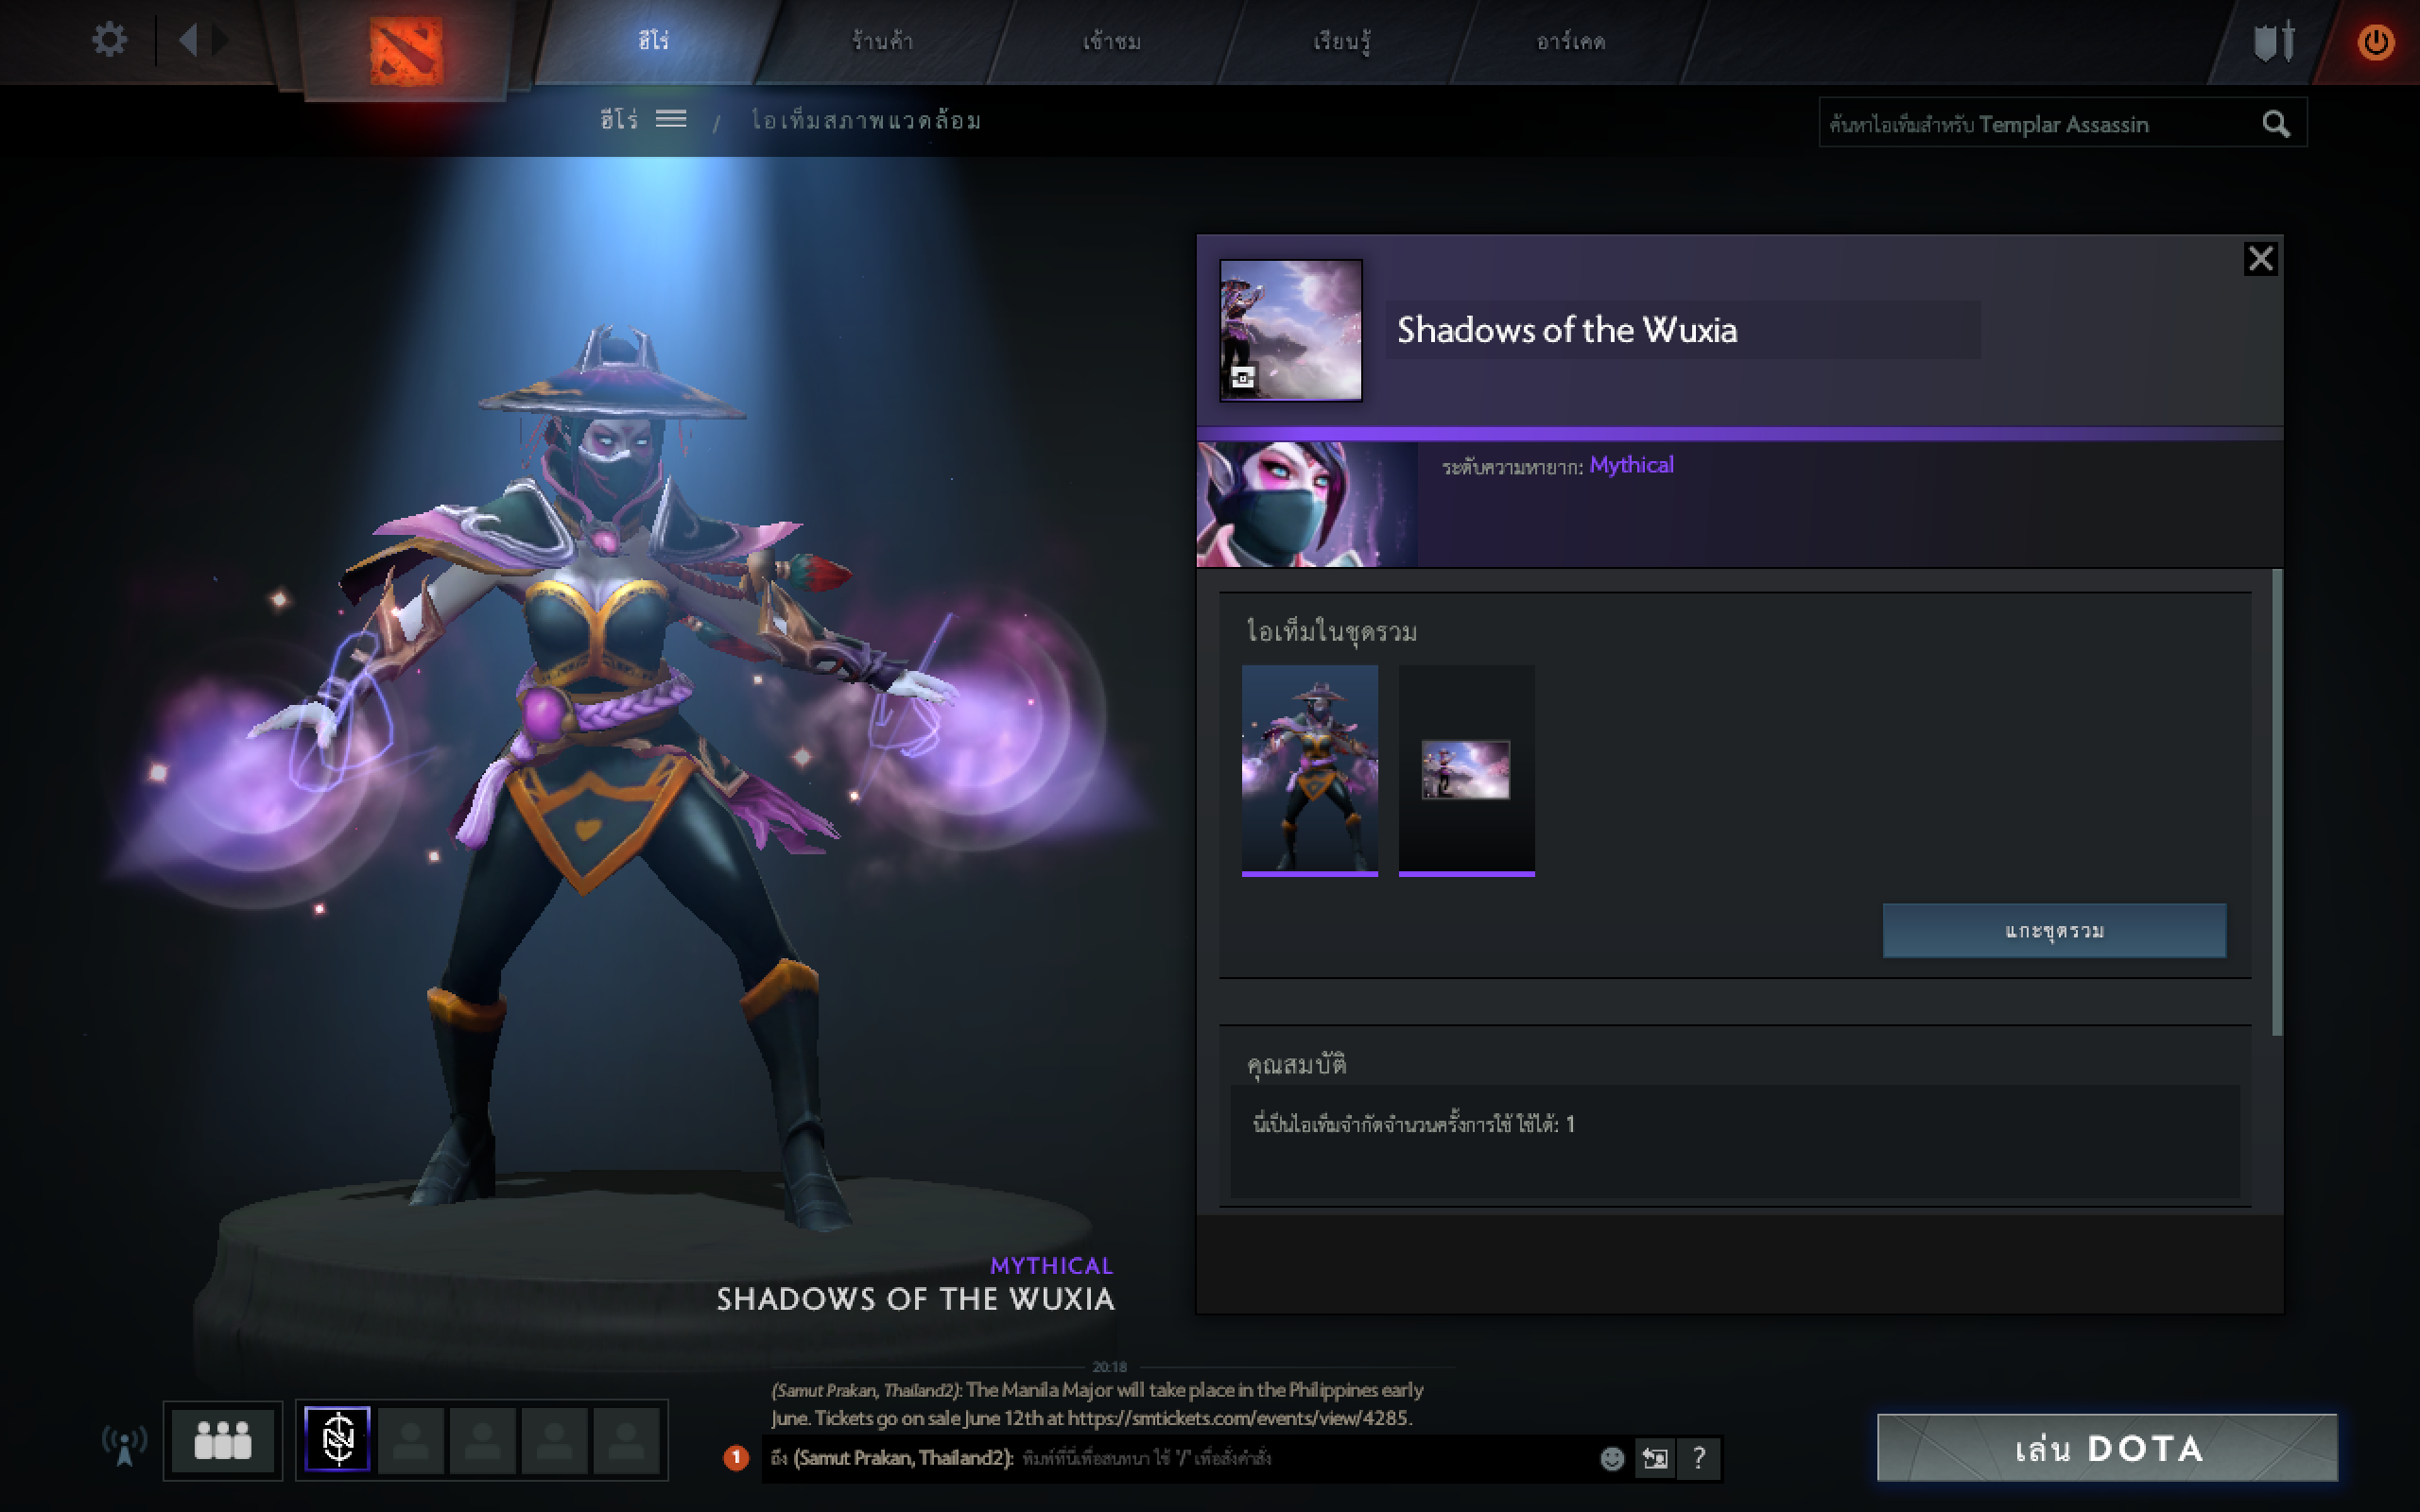 ฮีโร่
ร้านค้า
เข้าชม
เรียนรู้
อาร์เคด
ฮีโร่ / ไอเท็มสภาพแวดล้อม
ค้นหาไอเท็มสำหรับ Templar Assassin
Shadows of the Wuxia
ระดับความหายาก: Mythical
ไอเท็มในชุดรวม
แกะชุดรวม
คุณสมบัติ
นี่เป็นไอเท็มจำกัดจำนวนครั้งการใช้ ใช้ได้: 1
MYTHICAL
SHADOWS OF THE WUXIA
20:18
(Samut Prakan, Thailand2): The Manila Major will take place in the Philippines early
June. Tickets go on sale June 12th at https://smtickets.com/events/view/4285.
1
ถึง (Samut Prakan, Thailand2): พิมพ์ที่นี่เพื่อสนทนา ใช้ '/' เพื่อสั่งคำสั่ง
?
เล่น DOTA